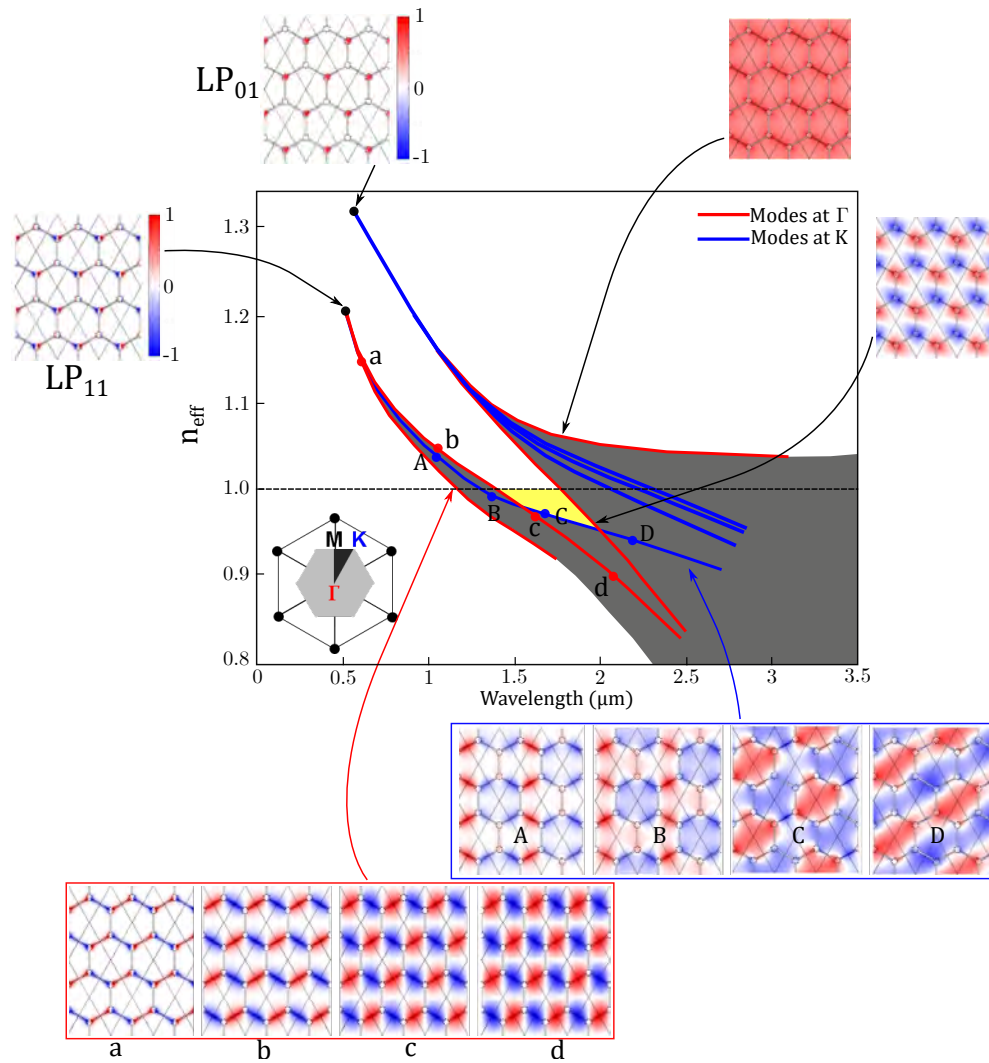 1
0
-1
LP01
1
0
-1
LP11
Modes at Γ
Modes at K
neff
1.3
1.2
1.1
1.0
0.9
0.8
a
b
A
B
c
C
D
d
M K
Γ
0 0.5 1 1.5 2 2.5 3 3.5
Wavelength (μm)
A B C D
a b c d